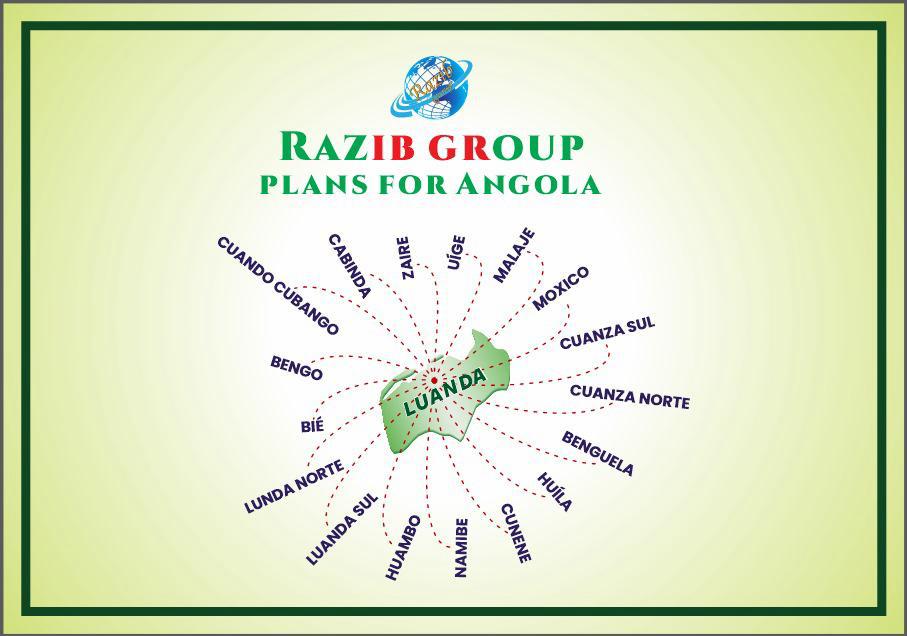 Razib
RAZIB GROUP
PLANS FOR ANGOLA
CUANDO CUBANGO
CABINDA
ZAIRE
UÍGE
MALAJE
MOXICO
CUANZA SUL
CUANZA NORTE
BENGUELA
HUÍLA
CUNENE
NAMIBE
HUAMBO
LUANDA SUL
LUNDA NORTE
BIÉ
BENGO
LUANDA